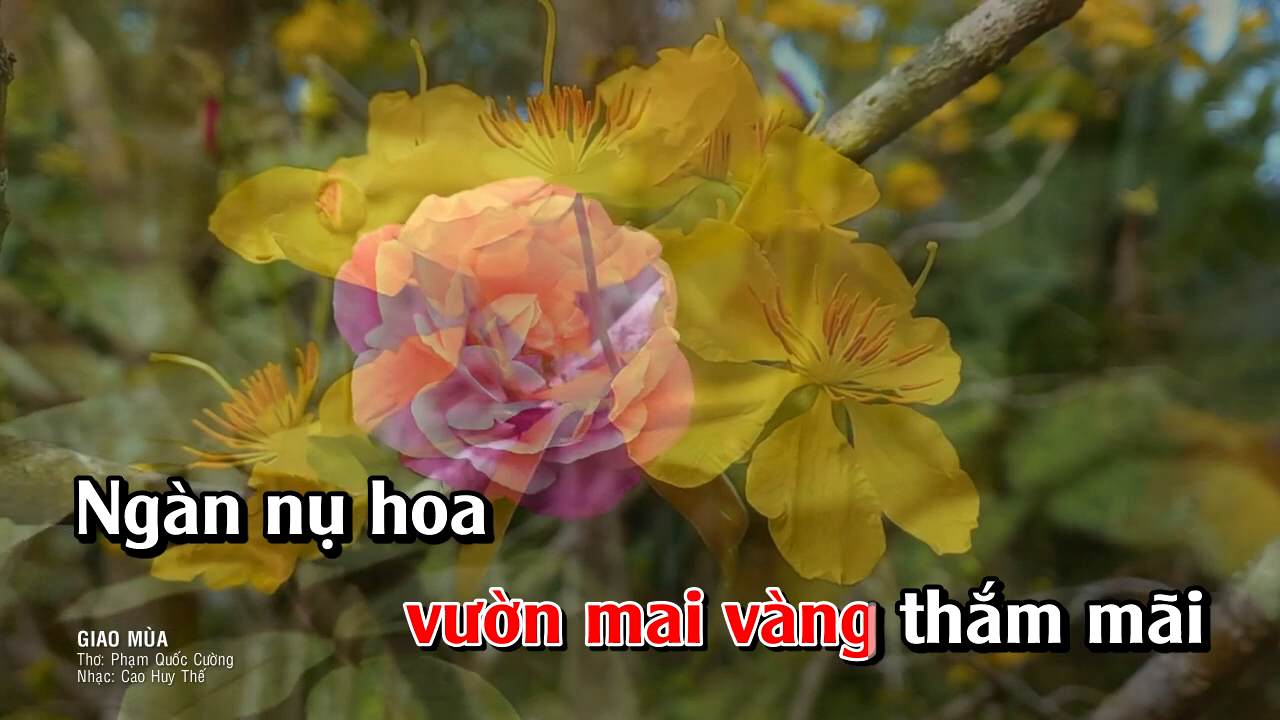 Ngàn nụ hoa
vườn mai vàng thắm mãi
GIAO MÙA
Thơ: Phạm Quốc Cường
Nhạc: Cao Huy Thế